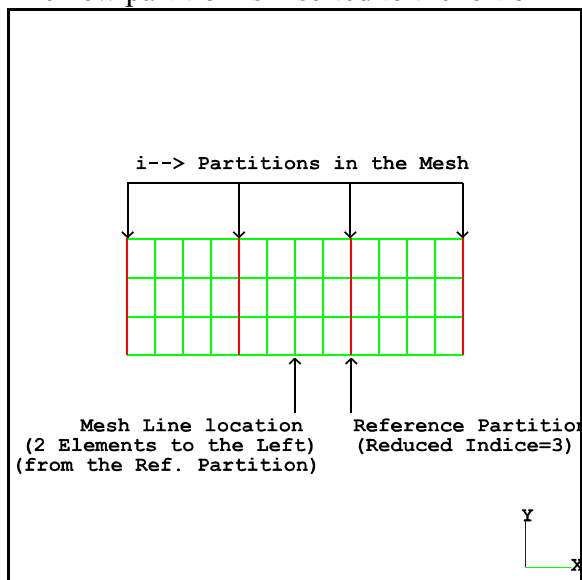 i--> Partitions in the Mesh
Mesh Line location
(2 Elements to the Left)
(from the Ref. Partition)
Reference Partition
(Reduced Indice=3)
Y
X